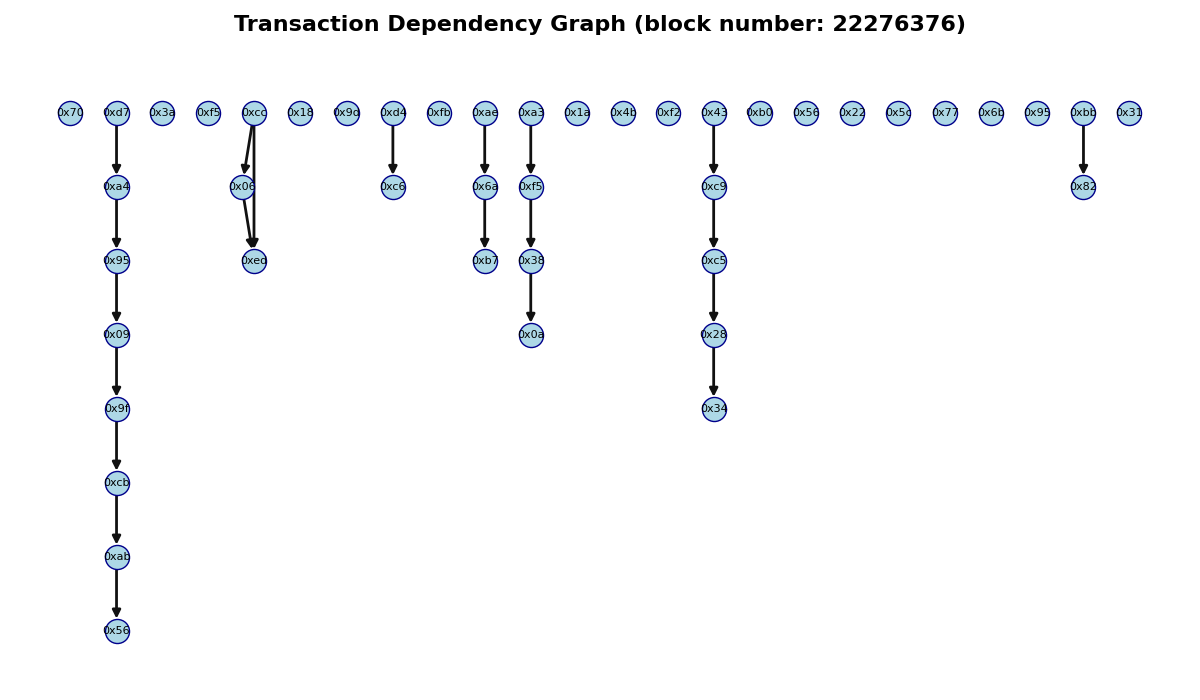 Transaction Dependency Graph (block number: 22276376)
0x70 0xd7 0x3a 0xf5 0xcc 0x18 0x9d 0xd4 0xfb 0xae 0xa3 0x1a 0x4b 0xf2 0x43 0xb0 0x56 0x22 0x5c 0x77 0x6b 0x95 0xbb 0x31
0xa4 0x06 0xc6 0x6a 0xf5 0xc9 0x82
0x95 0xed 0xb7 0x38 0xc5
0x09 0x0a 0x28
0x9f 0x34
0xcb
0xab
0x56